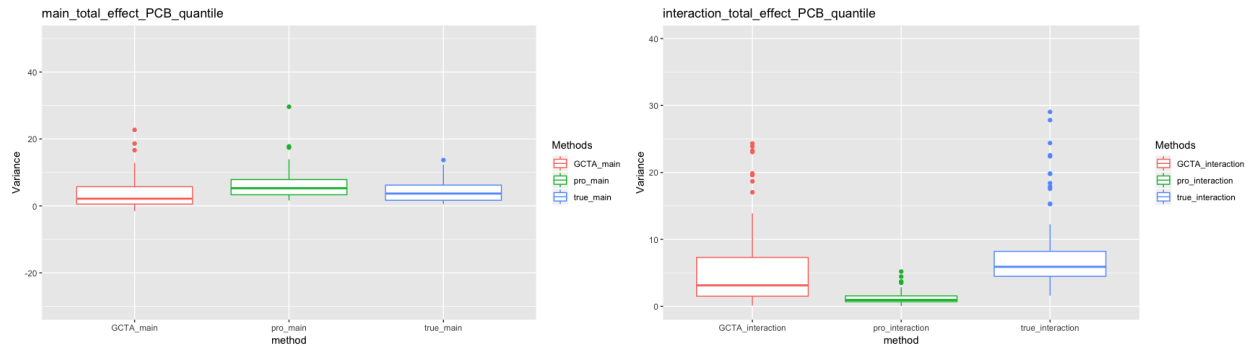 main_total_effect_PCB_quantile
40
20
0
-20
Variance
GCTA_main
pro_main
true_main
method
Methods
GCTA_main
pro_main
true_main
interaction_total_effect_PCB_quantile
40
30
20
10
0
Variance
GCTA_interaction
pro_interaction
true_interaction
method
Methods
GCTA_interaction
pro_interaction
true_interaction